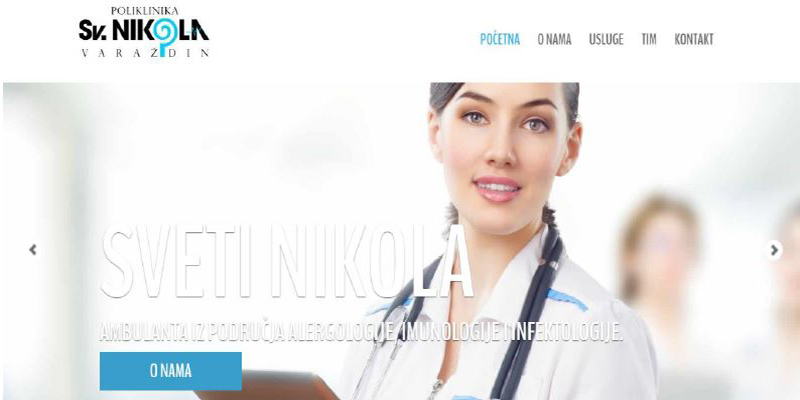 POLIKLINIKA
Sv. NIKOLA
VARAŽDIN
POČETNA O NAMA USLUGE TIM KONTAKT
SVETI NIKOLA
AMBULANTA IZ PODRUČJA ALERGOLOGIJE, IMUNOLOGIJE I INFEKTOLOGIJE.
O NAMA